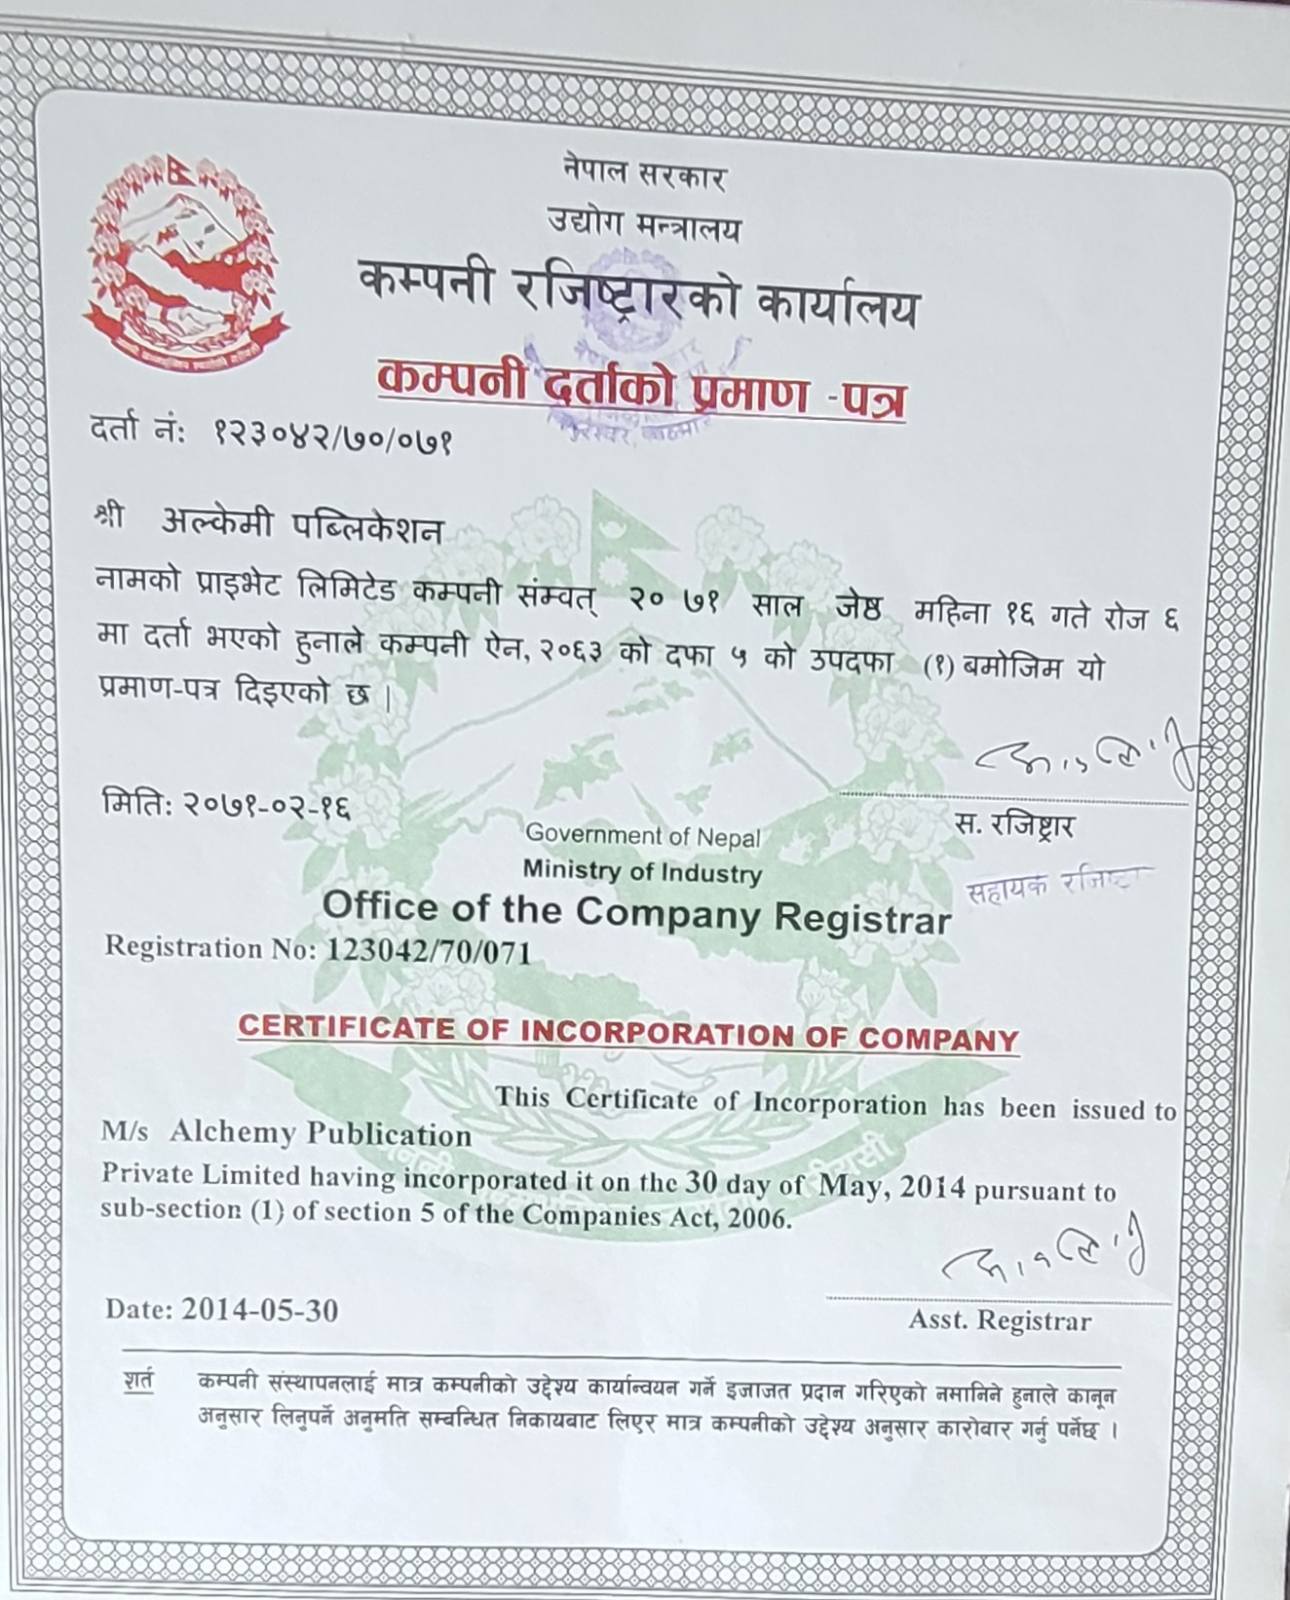 नेपाल सरकार
उद्योग मन्त्रालय
कम्पनी रजिष्ट्रारको कार्यालय
कम्पनी दर्ताको प्रमाण -पत्र
दर्ता नं: १२३०४२/७०/०७१
श्री अल्केमी पब्लिकेशन
नामको प्राइभेट लिमिटेड कम्पनी संम्वत् २० ७१ साल जेष्ठ महिना १६ गते रोज ६
मा दर्ता भएको हुनाले कम्पनी ऐन, २०६३ को दफा ५ को उपदफा (१) बमोजिम यो
प्रमाण-पत्र दिइएको छ |
मिति: २०७१-०२-१६
स. रजिष्ट्रार
सहायक
Government of Nepal
Ministry of Industry
Office of the Company Registrar
Registration No: 123042/70/071
CERTIFICATE OF INCORPORATION OF COMPANY
This Certificate of Incorporation has been issued to
M/s Alchemy Publication
Private Limited having incorporated it on the 30 day of May, 2014 pursuant to
sub-section (1) of section 5 of the Companies Act, 2006.
Date: 2014-05-30
Asst. Registrar
शर्त कम्पनी संस्थापनलाई मात्र कम्पनीको उद्देश्य कार्यान्वयन गर्ने इजाजत प्रदान गरिएको नमानिने हुनाले कानून
अनुसार लिनुपर्ने अनुमति सम्बन्धित निकायबाट लिएर मात्र कम्पनीको उद्देश्य अनुसार कारोबार गर्नु पर्नेछ ।